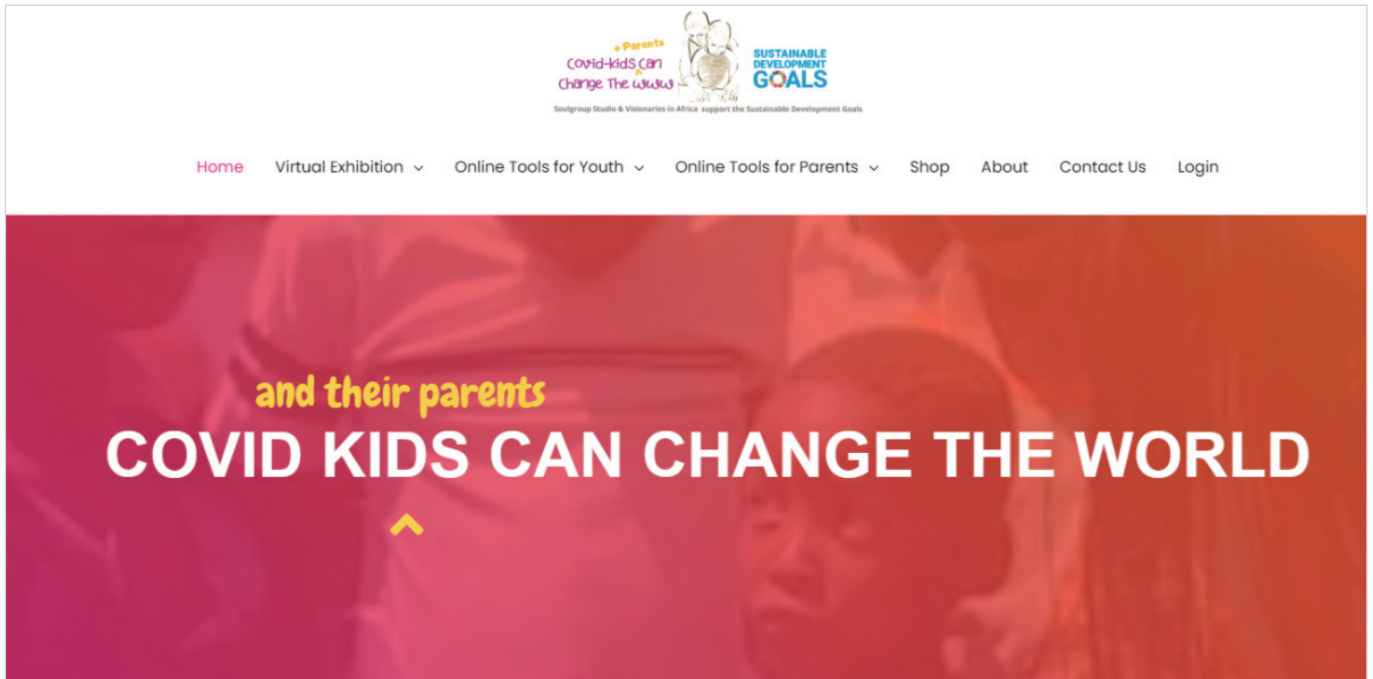 + Parents
Covid-kids Can
Change The WWW
SUSTAINABLE
DEVELOPMENT
GOALS
Soulgroup Studio & Visionaries in Africa support the Sustainable Development Goals
Home Virtual Exhibition Online Tools for Youth Online Tools for Parents Shop About Contact Us Login
and their parents
COVID KIDS CAN CHANGE THE WORLD